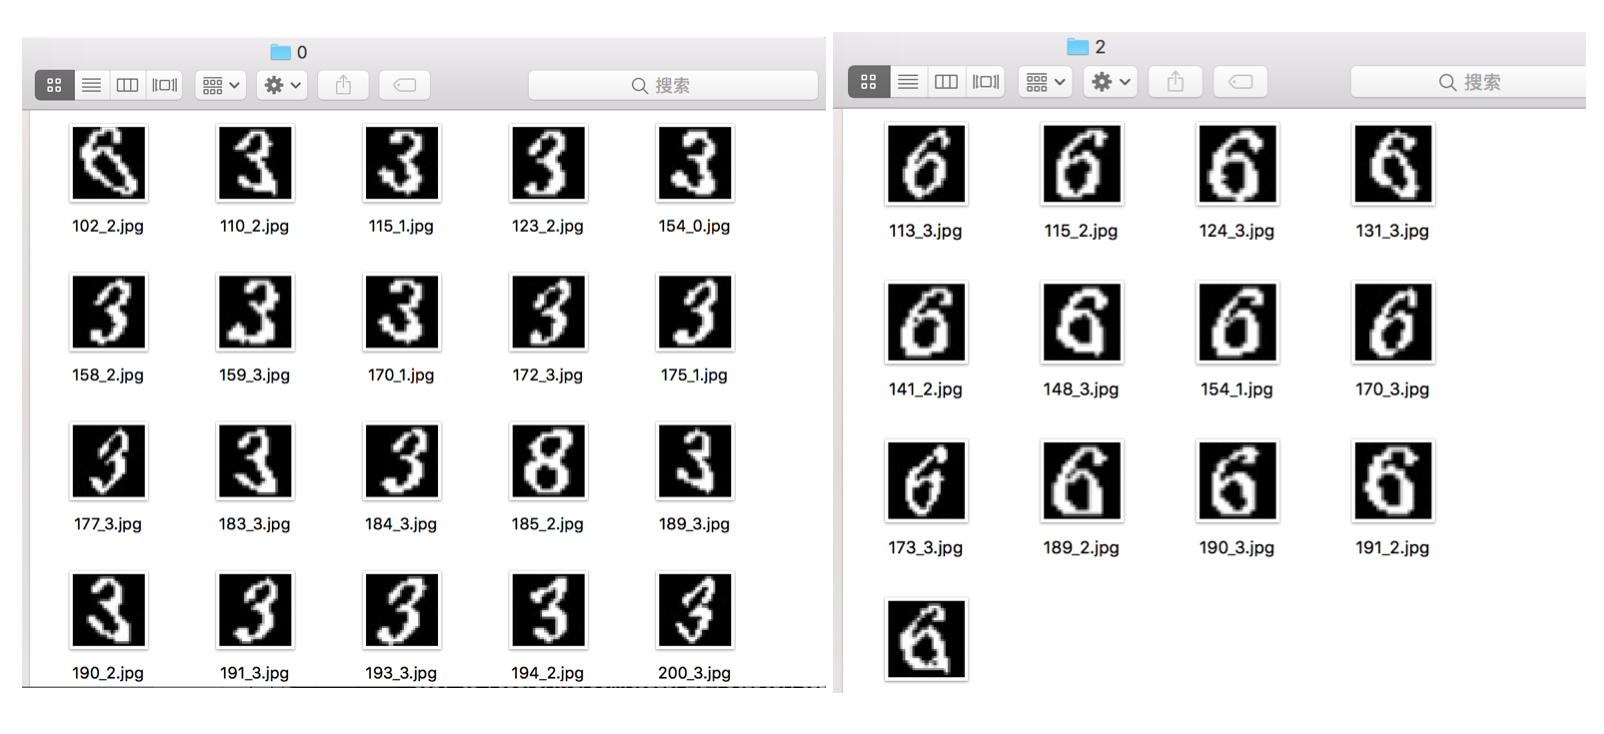 0
搜索
6 3 3 3 3
102_2.jpg 110_2.jpg 115_1.jpg 123_2.jpg 154_0.jpg
3 3 3 3 3
158_2.jpg 159_3.jpg 170_1.jpg 172_3.jpg 175_1.jpg
3 3 3 8 3
177_3.jpg 183_3.jpg 184_3.jpg 185_2.jpg 189_3.jpg
3 3 3 3 3
190_2.jpg 191_3.jpg 193_3.jpg 194_2.jpg 200_3.jpg
2
搜索
6 6 6 6
113_3.jpg 115_2.jpg 124_3.jpg 131_3.jpg
6 6 6 6
141_2.jpg 148_3.jpg 154_1.jpg 170_3.jpg
6 6 6 6
173_3.jpg 189_2.jpg 190_3.jpg 191_2.jpg
6